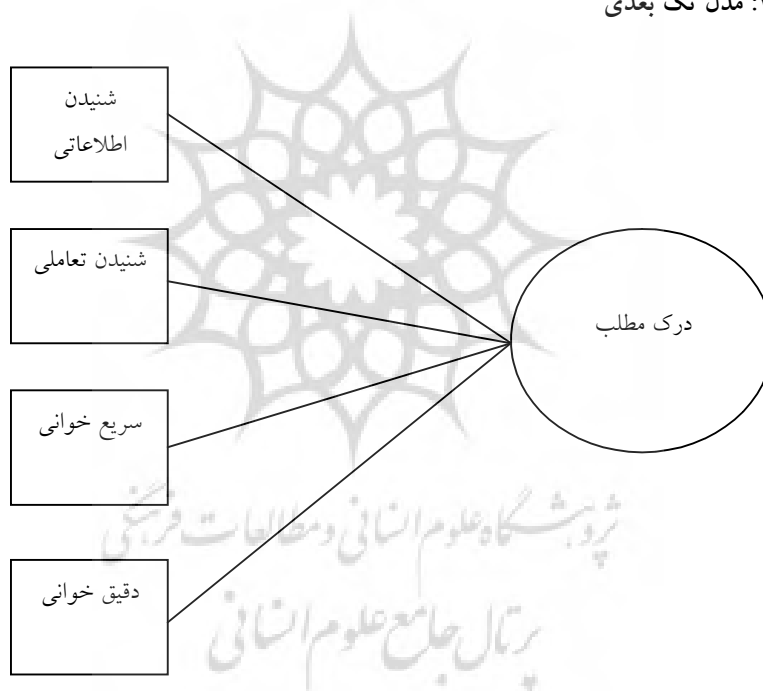 مدل تک بعدی
شنیدن
اطلاعاتی
شنیدن تعاملی
درک مطلب
سریع خوانی
دقیق خوانی
پژوهشگاه علوم انسانی و مطالعات فرهنگی
پرتال جامع علوم انسانی